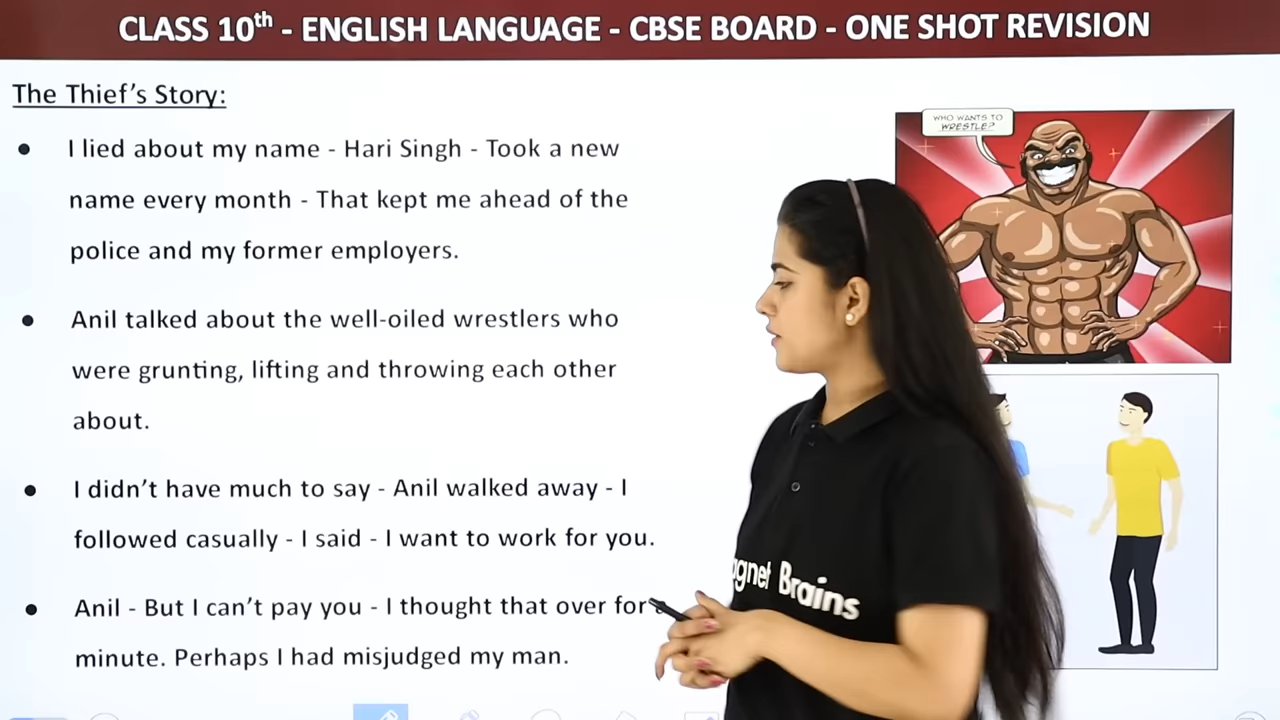 CLASS 10th - ENGLISH LANGUAGE - CBSE BOARD - ONE SHOT REVISION
The Thief's Story:
● I lied about my name - Hari Singh - Took a new
name every month - That kept me ahead of the
police and my former employers.
● Anil talked about the well-oiled wrestlers who
were grunting, lifting and throwing each other
about.
● I didn't have much to say - Anil walked away - I
followed casually - I said - I want to work for you.
● Anil - But I can't pay you - I thought that over for
minute. Perhaps I had misjudged my man.
WHO WANTS TO
WRESTLE?
Brains